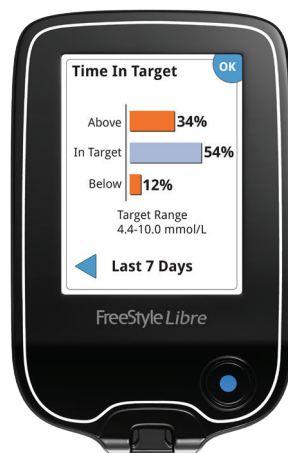 Time In Target
OK
Above 34%
In Target 54%
Below 12%
Target Range
4.4-10.0 mmol/L
Last 7 Days
FreeStyle Libre